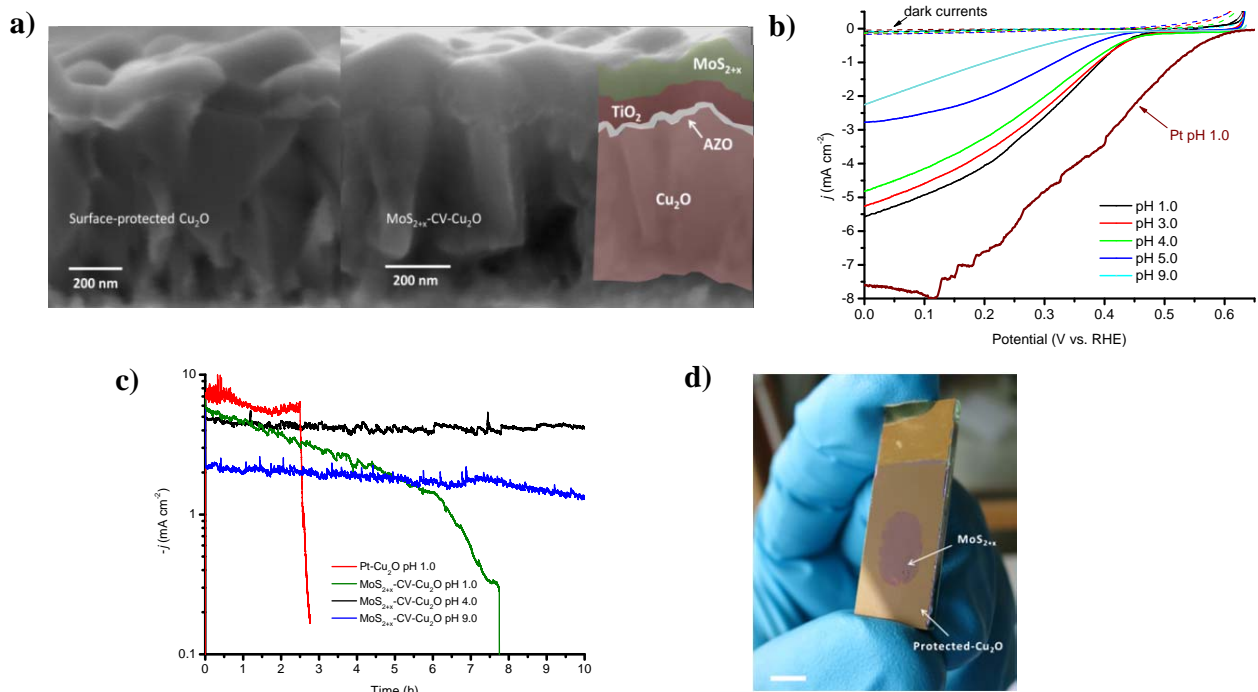 a)
MoS2+x
TiO2
AZO
Cu2O
Surface-protected Cu2O
MoS2+x-CV-Cu2O
200 nm
200 nm
b)
dark currents
Pt pH 1.0
pH 1.0
pH 3.0
pH 4.0
pH 5.0
pH 9.0
0
-1
-2
-3
-4
-5
-6
-7
-8
j (mA cm-2)
0.0 0.1 0.2 0.3 0.4 0.5 0.6
Potential (V vs. RHE)
c)
10
1
0.1
-j (mA cm-2)
Pt-Cu2O pH 1.0
MoS2+x-CV-Cu2O pH 1.0
MoS2+x-CV-Cu2O pH 4.0
MoS2+x-CV-Cu2O pH 9.0
0 1 2 3 4 5 6 7 8 9 10
Time (h)
d)
MoS2+x
Protected-Cu2O